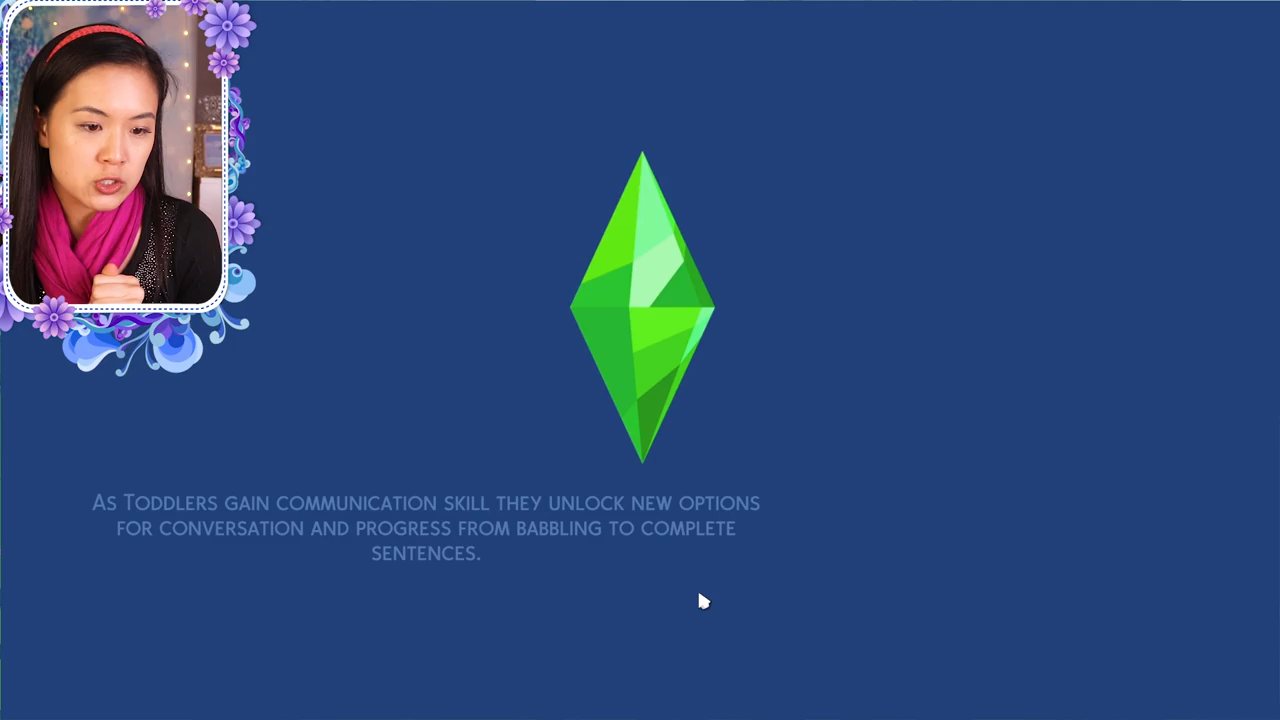 As Toddlers gain communication skill they unlock new options
for conversation and progress from babbling to complete
sentences.